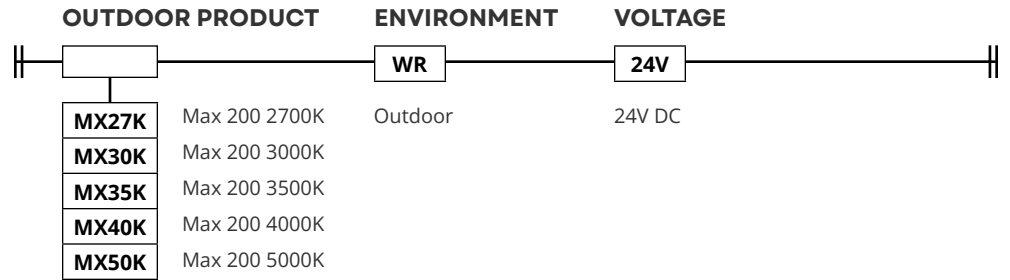 OUTDOOR PRODUCT ENVIRONMENT VOLTAGE
WR 24V
MX27K Max 200 2700K Outdoor 24V DC
MX30K Max 200 3000K
MX35K Max 200 3500K
MX40K Max 200 4000K
MX50K Max 200 5000K